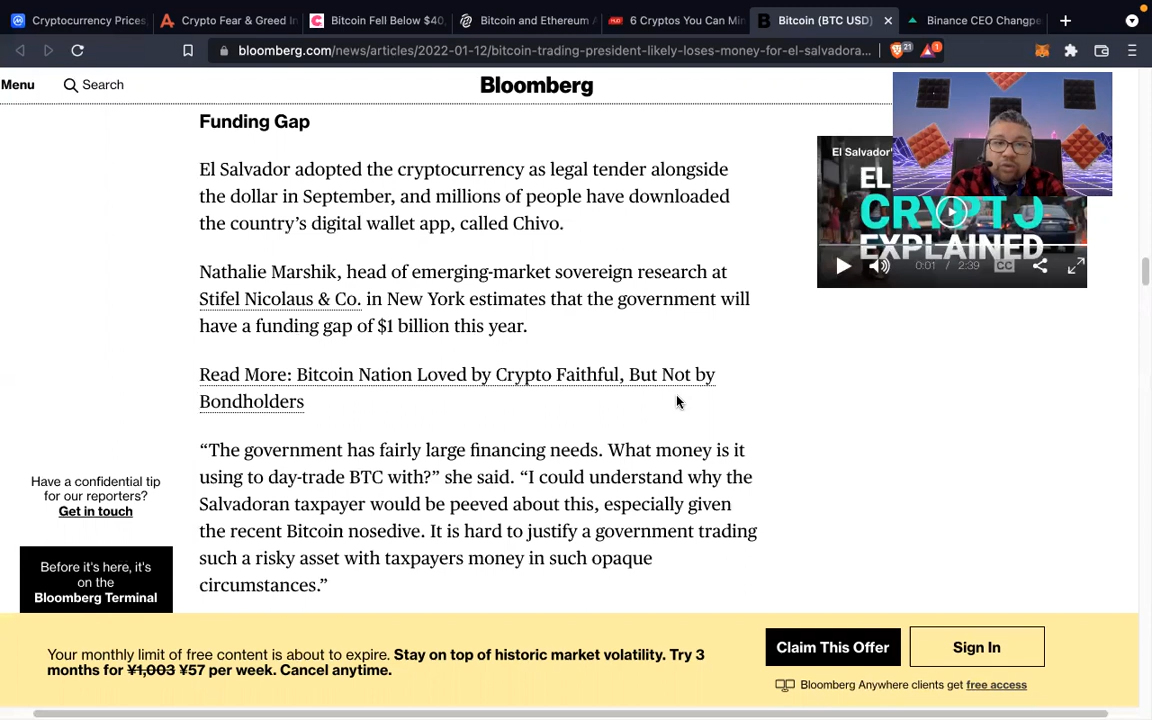 Cryptocurrency Prices,
Crypto Fear & Greed In
Bitcoin Fell Below $40,
Bitcoin and Ethereum
6 Cryptos You Can Min
Bitcoin (BTC USD)
Binance CEO Changpe
bloomberg.com/news/articles/2022-01-12/bitcoin-trading-president-likely-loses-money-for-el-salvadora...
21
1
Menu
Search
Bloomberg
Funding Gap
El Salvador adopted the cryptocurrency as legal tender alongside
the dollar in September, and millions of people have downloaded
the country’s digital wallet app, called Chivo.
Nathalie Marshik, head of emerging-market sovereign research at
Stifel Nicolaus & Co. in New York estimates that the government will
have a funding gap of $1 billion this year.
Read More: Bitcoin Nation Loved by Crypto Faithful, But Not by
Bondholders
“The government has fairly large financing needs. What money is it
using to day-trade BTC with?” she said. “I could understand why the
Salvadoran taxpayer would be peeved about this, especially given
the recent Bitcoin nosedive. It is hard to justify a government trading
such a risky asset with taxpayers money in such opaque
circumstances.”
El Salvador'
EL
CRYPTO
EXPLAINED
0:01 / 2:39 CC
Have a confidential tip
for our reporters?
Get in touch
Before it's here, it's
on the
Bloomberg Terminal
Your monthly limit of free content is about to expire. Stay on top of historic market volatility. Try 3
months for ¥1,003 ¥57 per week. Cancel anytime.
Claim This Offer
Sign In
Bloomberg Anywhere clients get free access